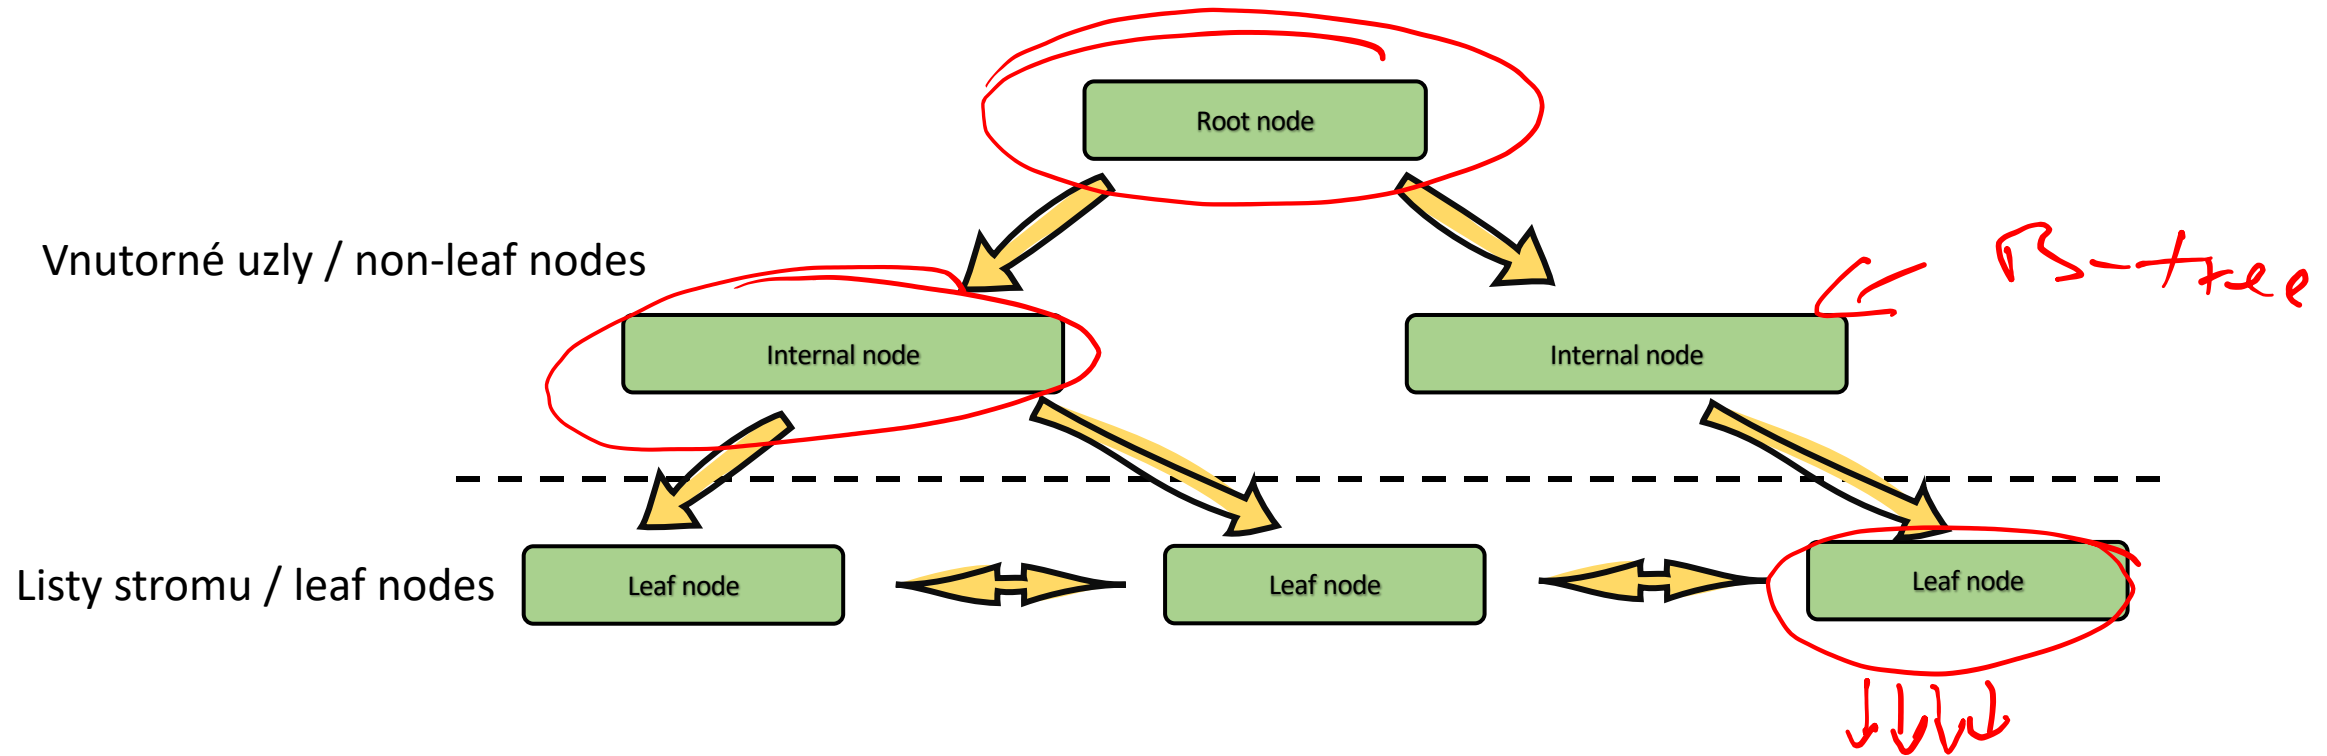 Root node
Vnutorné uzly / non-leaf nodes
B-tree
Internal node
Internal node
Listy stromu / leaf nodes
Leaf node
Leaf node
Leaf node